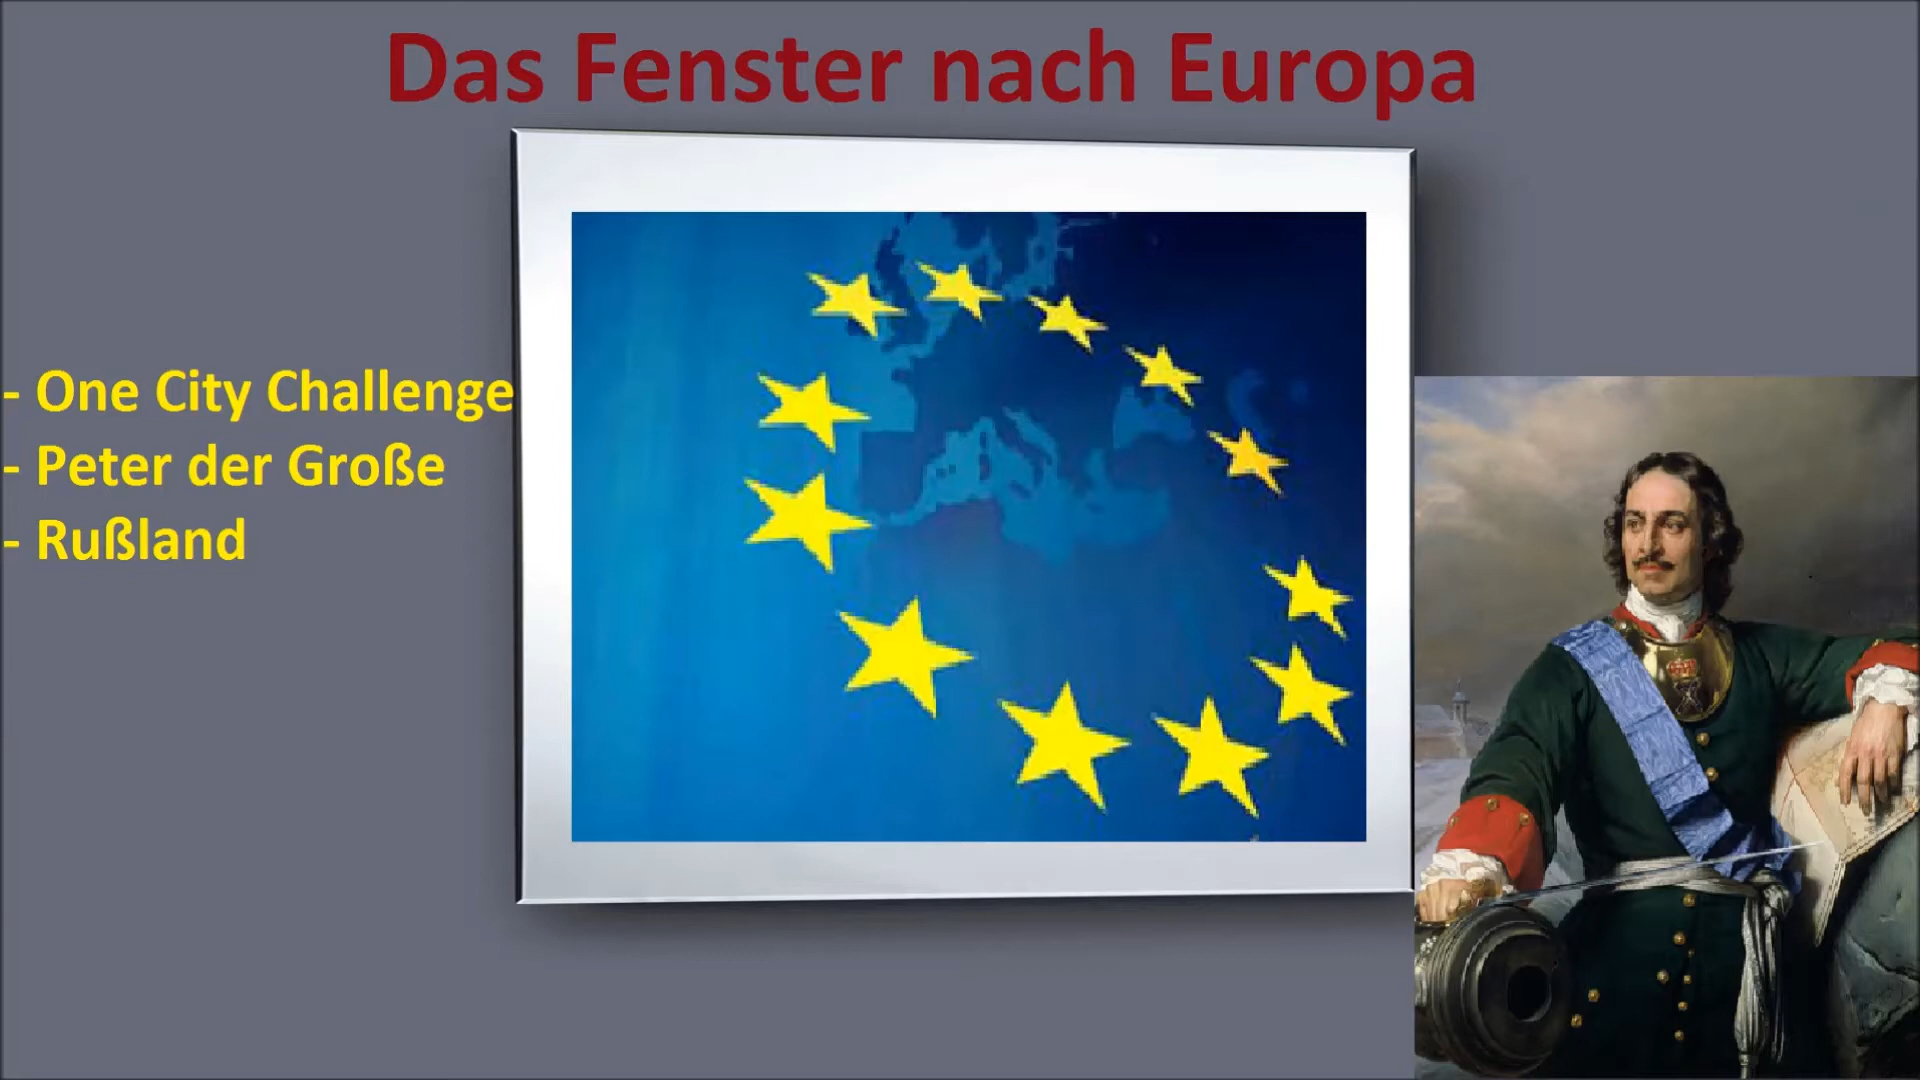 Das Fenster nach Europa
- One City Challenge
- Peter der Große
- Rußland